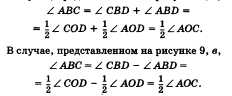 ∠ ABC = ∠ CBD + ∠ ABD =
= 1/2 ∠ COD + 1/2 ∠ AOD = 1/2 ∠ AOC.
В случае, представленном на рисунке 9, в,
∠ ABC = ∠ CBD − ∠ ABD =
= 1/2 ∠ COD − 1/2 ∠ AOD = 1/2 ∠ AOC.